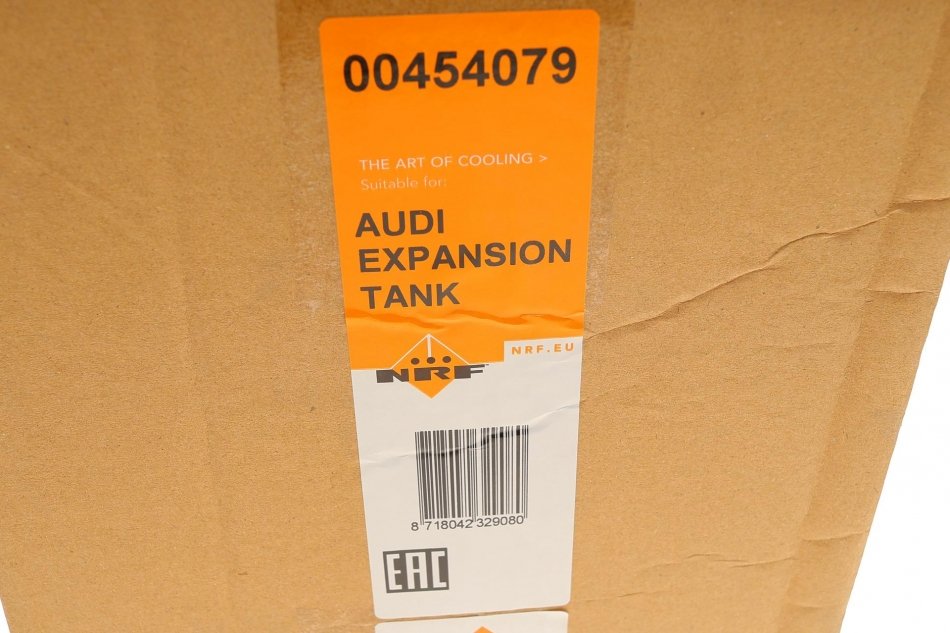 00454079
THE ART OF COOLING >
Suitable for:
AUDI
EXPANSION
TANK
NRF.EU
NRF
8 718042 329080
EAC